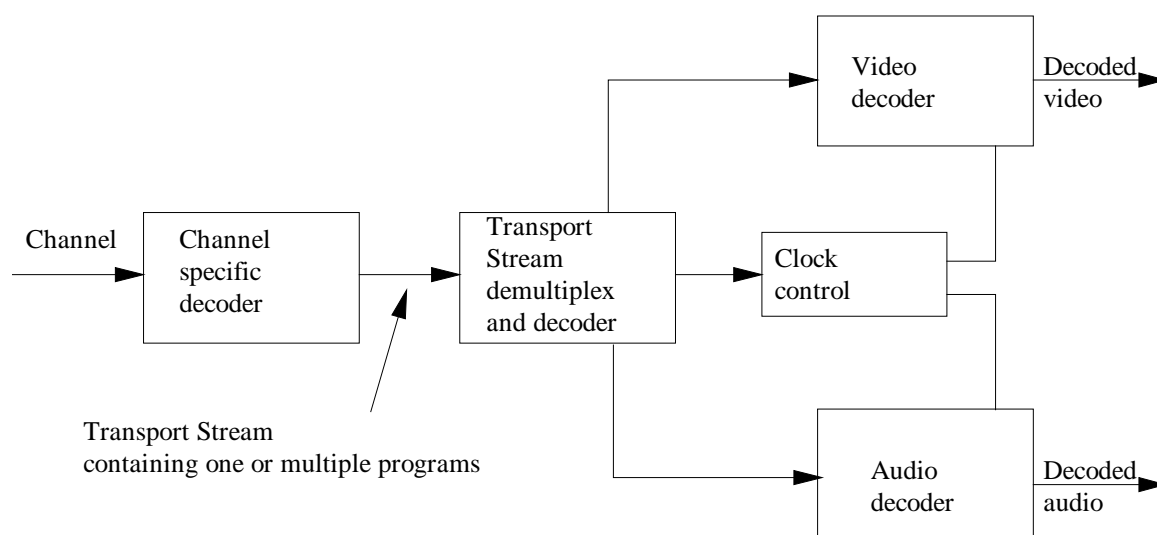 Video
decoder
Decoded
video
Channel
Channel
specific
decoder
Transport
Stream
demultiplex
and decoder
Clock
control
Transport Stream
containing one or multiple programs
Audio
decoder
Decoded
audio